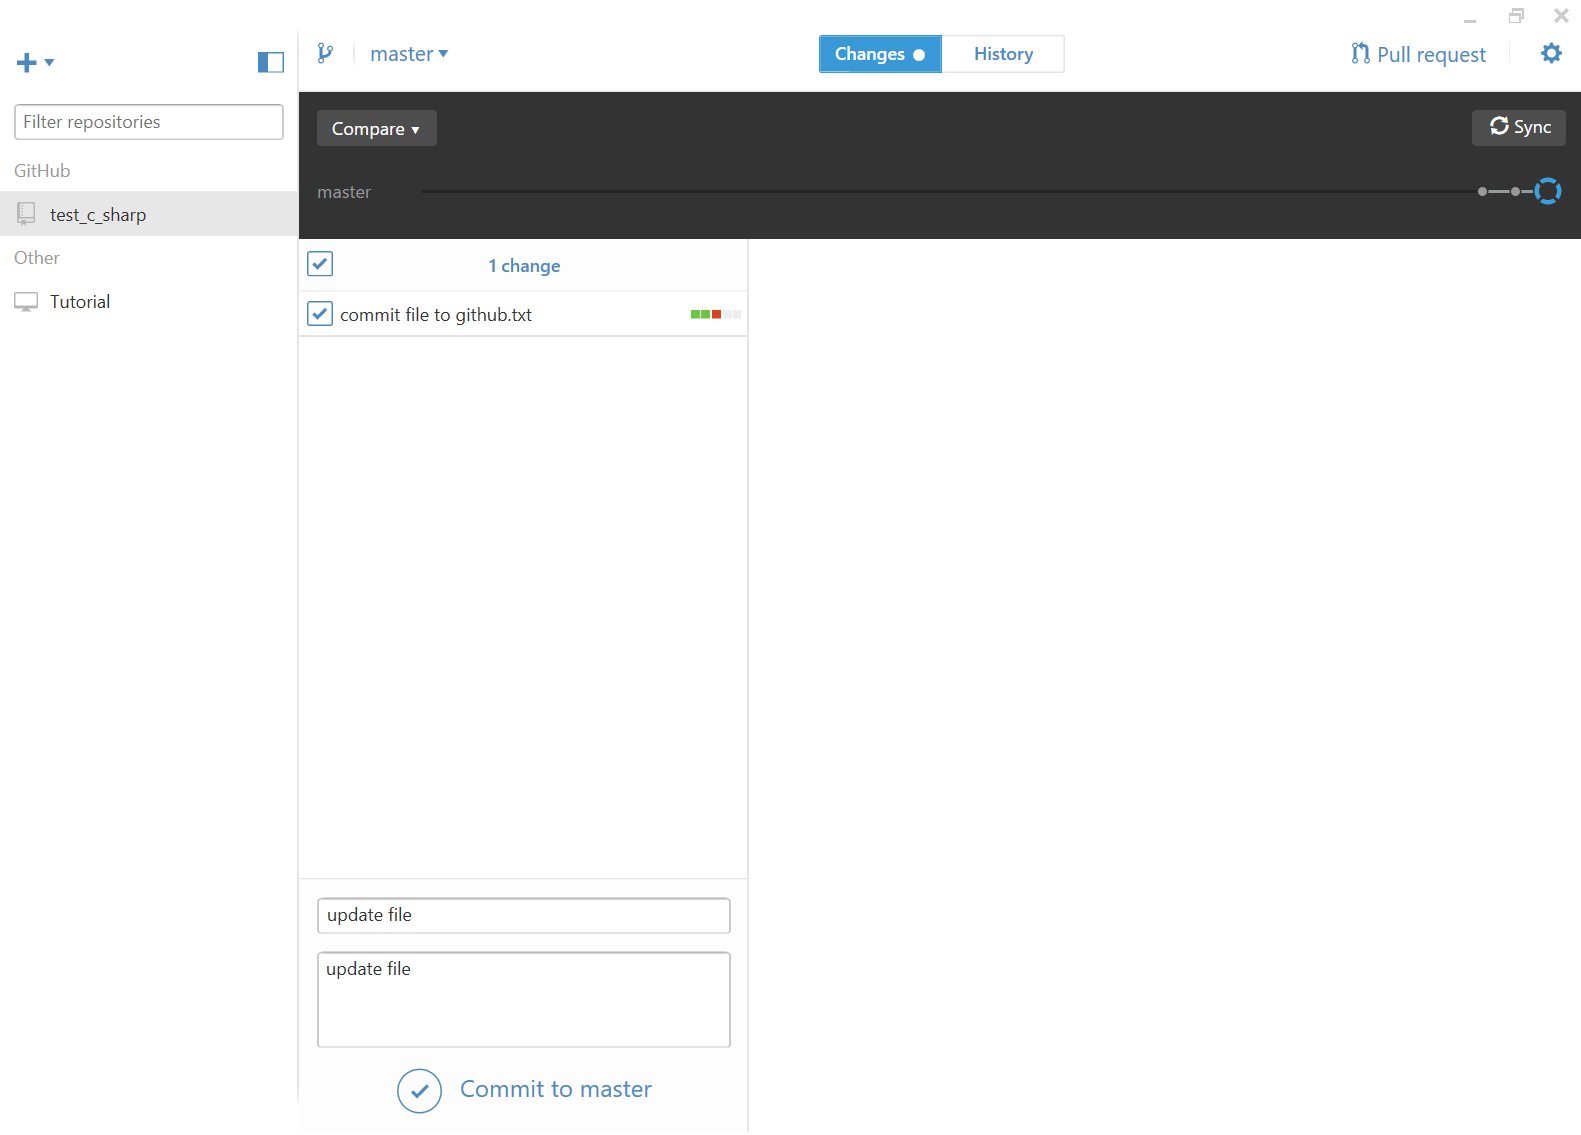 master
Changes
History
Pull request
Filter repositories
GitHub
test_c_sharp
Other
Tutorial
Compare
Sync
master
1 change
commit file to github.txt
update file
update file
Commit to master